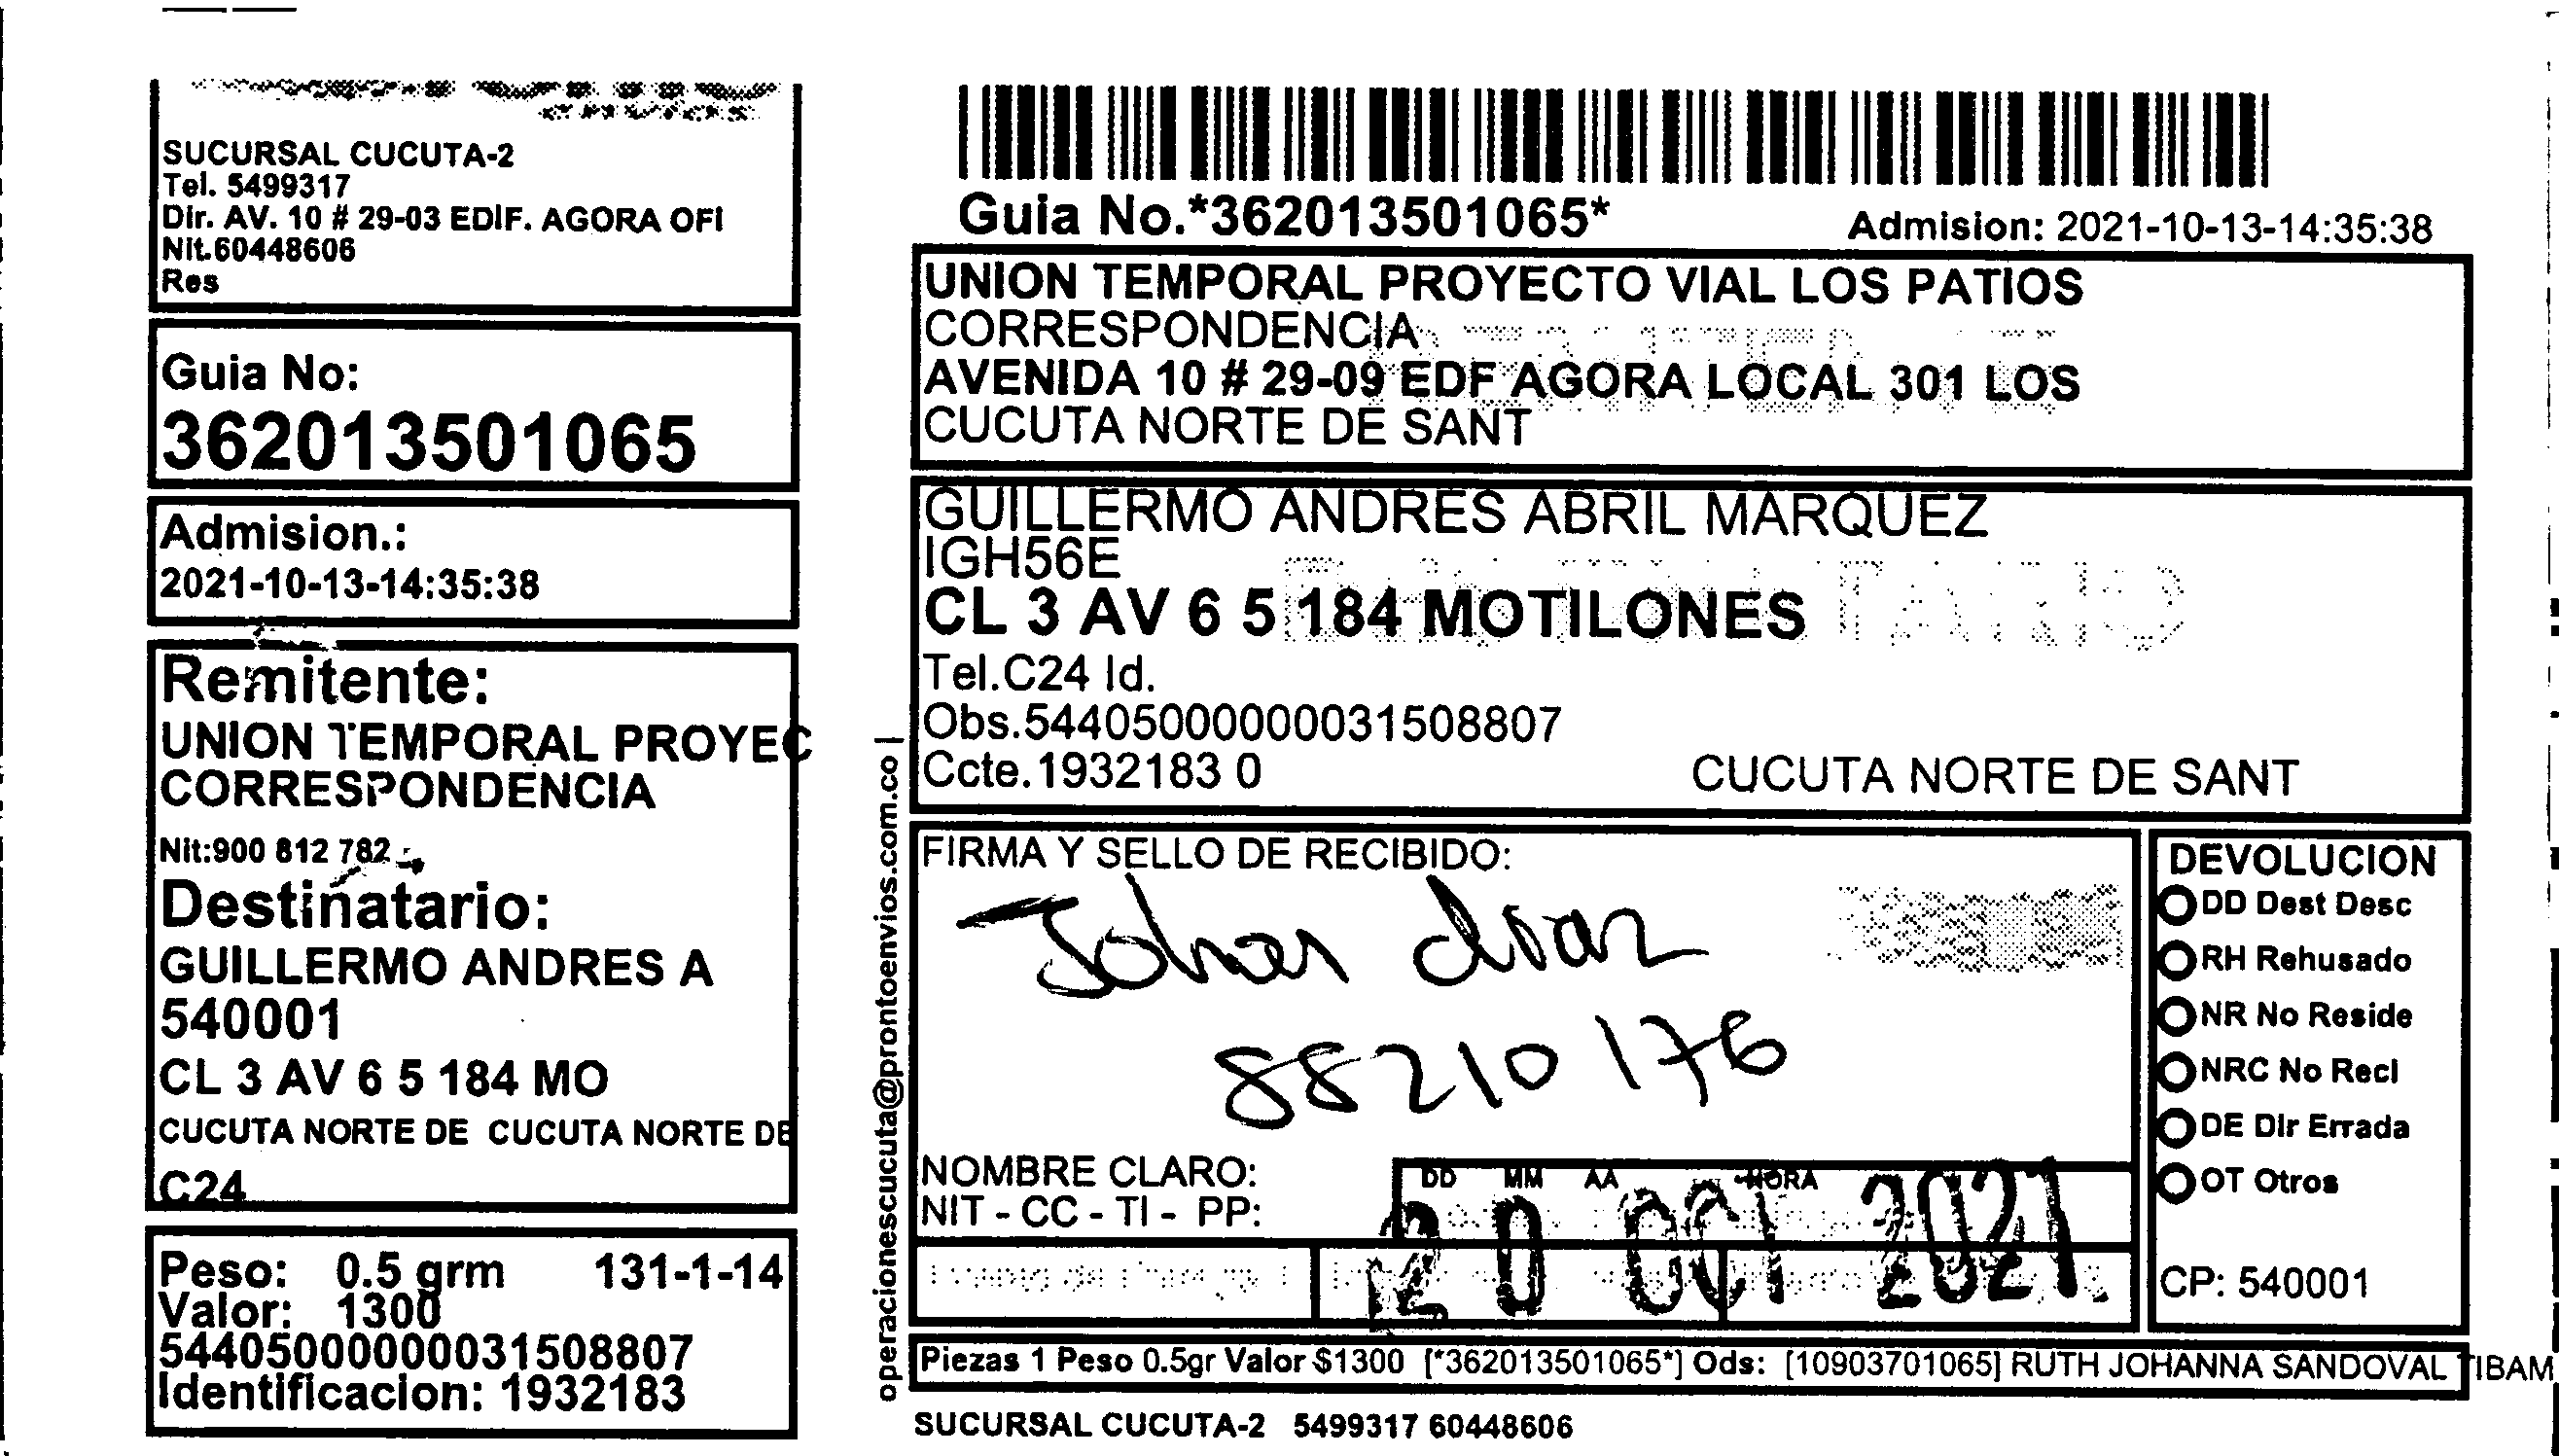 SUCURSAL CUCUTA-2
Tel. 5499317
Dir. AV. 10 # 29-03 EDIF. AGORA OFI
Nit.60448606
Res
Guia No:
362013501065
Admision.:
2021-10-13-14:35:38
Remitente:
UNION TEMPORAL PROYEC
CORRESPONDENCIA
Nit:900 812 782
Destinatario:
GUILLERMO ANDRES A
540001
CL 3 AV 6 5 184 MO
CUCUTA NORTE DE CUCUTA NORTE DE
C24
Peso: 0.5 grm 131-1-14
Valor: 1300
544050000000031508807
Identificacion: 1932183
operacionescucuta@prontoenvios.com.co |
Guia No.*362013501065*
Admision: 2021-10-13-14:35:38
UNION TEMPORAL PROYECTO VIAL LOS PATIOS
CORRESPONDENCIA
AVENIDA 10 # 29-09 EDF AGORA LOCAL 301 LOS
CUCUTA NORTE DE SANT
GUILLERMO ANDRES ABRIL MARQUEZ
IGH56E
CL 3 AV 6 5 184 MOTILONES
Tel.C24 Id.
Obs.544050000000031508807
Ccte.1932183 0 CUCUTA NORTE DE SANT
FIRMA Y SELLO DE RECIBIDO:
Johan diaz
88210176
NOMBRE CLARO:
NIT - CC - TI - PP:
DD MM AA HORA
20 OCT 2021
DEVOLUCION
DD Dest Desc
RH Rehusado
NR No Reside
NRC No Recl
DE Dir Errada
OT Otros
CP: 540001
Piezas 1 Peso 0.5gr Valor $1300 [*362013501065*] Ods: [10903701065] RUTH JOHANNA SANDOVAL TIBAM
SUCURSAL CUCUTA-2 5499317 60448606